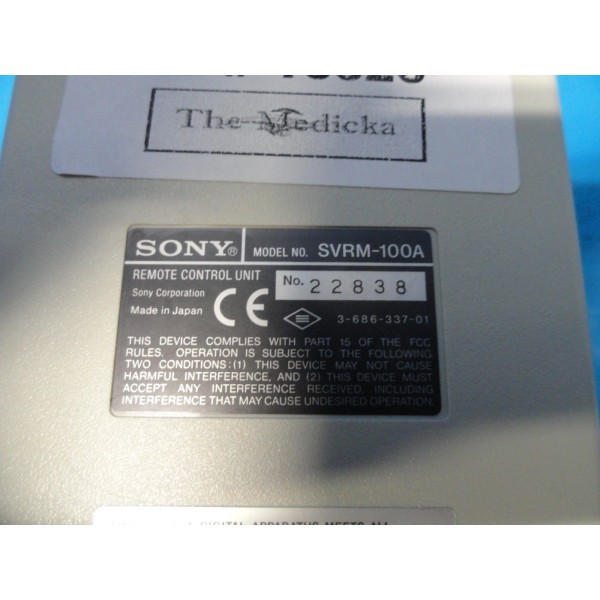 The Medicka
SONY® MODEL NO. SVRM-100A
REMOTE CONTROL UNIT No. 22838
Sony Corporation
Made in Japan CE 3-686-337-01
THIS DEVICE COMPLIES WITH PART 15 OF THE FCC
RULES. OPERATION IS SUBJECT TO THE FOLLOWING
TWO CONDITIONS:(1) THIS DEVICE MAY NOT CAUSE
HARMFUL INTERFERENCE, AND (2) THIS DEVICE MUST
ACCEPT ANY INTERFERENCE RECEIVED, INCLUDING
INTERFERENCE THAT MAY CAUSE UNDESIRED OPERATION.
DIGITAL APPARATUS MEETS ALL